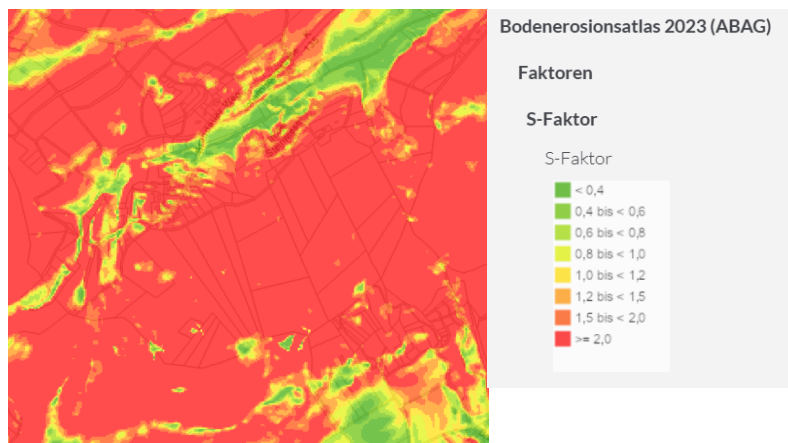 Bodenerosionsatlas 2023 (ABAG)
Faktoren
S-Faktor
S-Faktor
< 0,4
0,4 bis < 0,6
0,6 bis < 0,8
0,8 bis < 1,0
1,0 bis < 1,2
1,2 bis < 1,5
1,5 bis < 2,0
>= 2,0